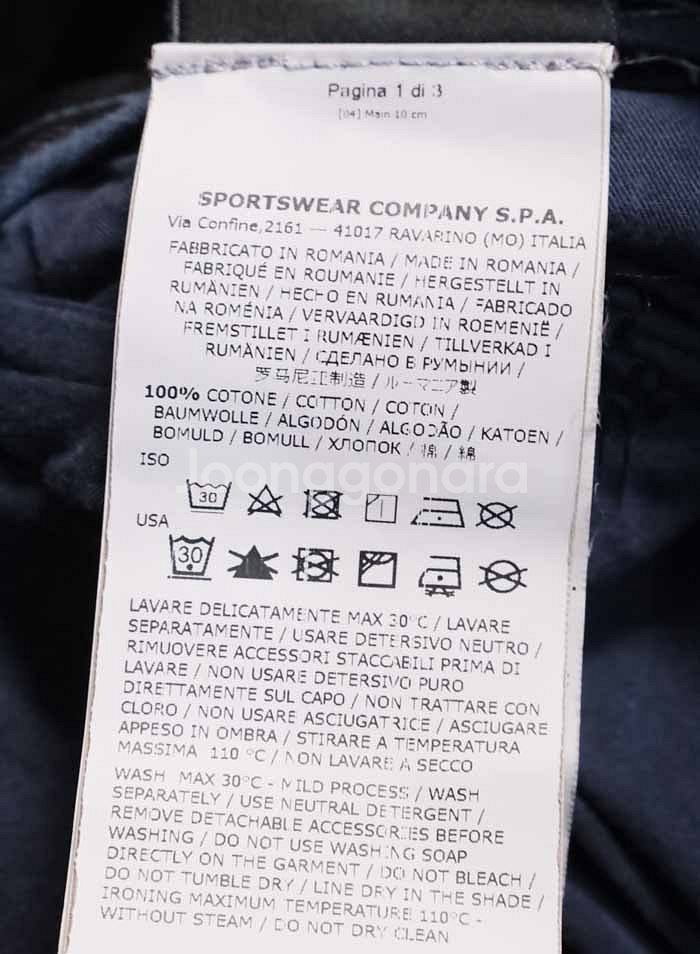 Pagina 1 di 3
[04] Main 10 cm
SPORTSWEAR COMPANY S.P.A.
Via Confine,2161 — 41017 RAVARINO (MO) ITALIA
FABBRICATO IN ROMANIA / MADE IN ROMANIA /
FABRIQUÉ EN ROUMANIE / HERGESTELLT IN
RUMÄNIEN / HECHO EN RUMANIA / FABRICADO
NA ROMÉNIA / VERVAARDIGD IN ROEMENIË /
FREMSTILLET I RUMÆNIEN / TILLVERKAD I
RUMÄNIEN / СДЕЛАНО В РУМЫНИИ /
罗马尼亚制造 / ルーマニア製
100% COTONE / COTTON / COTON /
BAUMWOLLE / ALGODÓN / ALGODÃO / KATOEN /
BOMULD / BOMULL / ХЛОПОК / 棉 / 綿
joonggonara
ISO
30
USA
30
LAVARE DELICATAMENTE MAX 30°C / LAVARE
SEPARATAMENTE / USARE DETERSIVO NEUTRO /
RIMUOVERE ACCESSORI STACCABILI PRIMA DI
LAVARE / NON USARE DETERSIVO PURO
DIRETTAMENTE SUL CAPO / NON TRATTARE CON
CLORO / NON USARE ASCIUGATRICE / ASCIUGARE
APPESO IN OMBRA / STIRARE A TEMPERATURA
MASSIMA 110 °C / NON LAVARE A SECCO
WASH MAX 30°C - MILD PROCESS / WASH
SEPARATELY / USE NEUTRAL DETERGENT /
REMOVE DETACHABLE ACCESSORIES BEFORE
WASHING / DO NOT USE WASHING SOAP
DIRECTLY ON THE GARMENT / DO NOT BLEACH /
DO NOT TUMBLE DRY / LINE DRY IN THE SHADE /
IRONING MAXIMUM TEMPERATURE 110°C -
WITHOUT STEAM / DO NOT DRY CLEAN